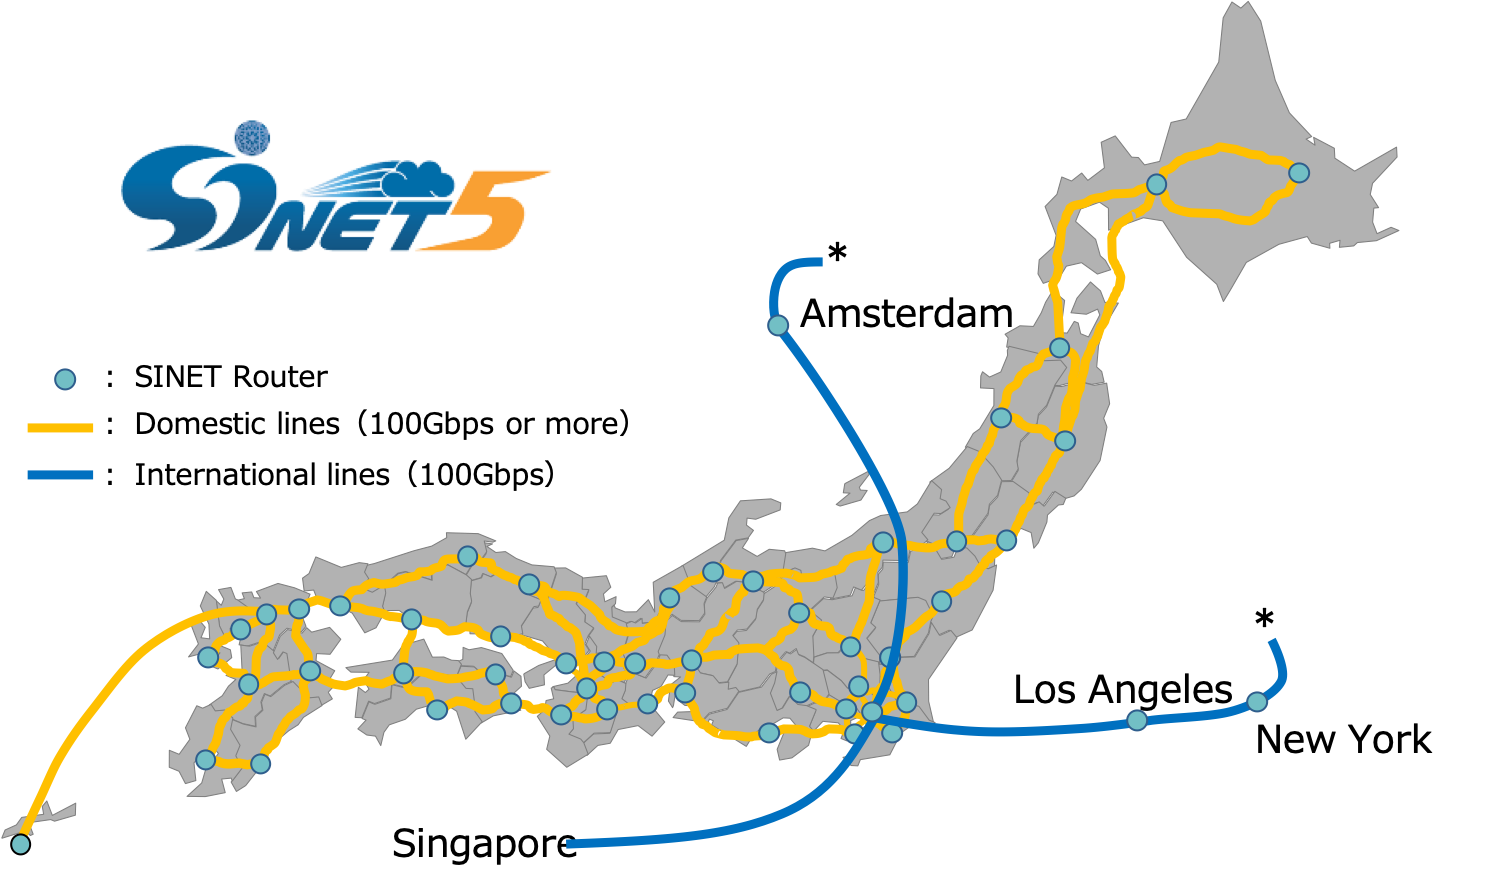 SINET5
*
Amsterdam
: SINET Router
: Domestic lines（100Gbps or more）
: International lines（100Gbps）
*
Los Angeles
New York
Singapore